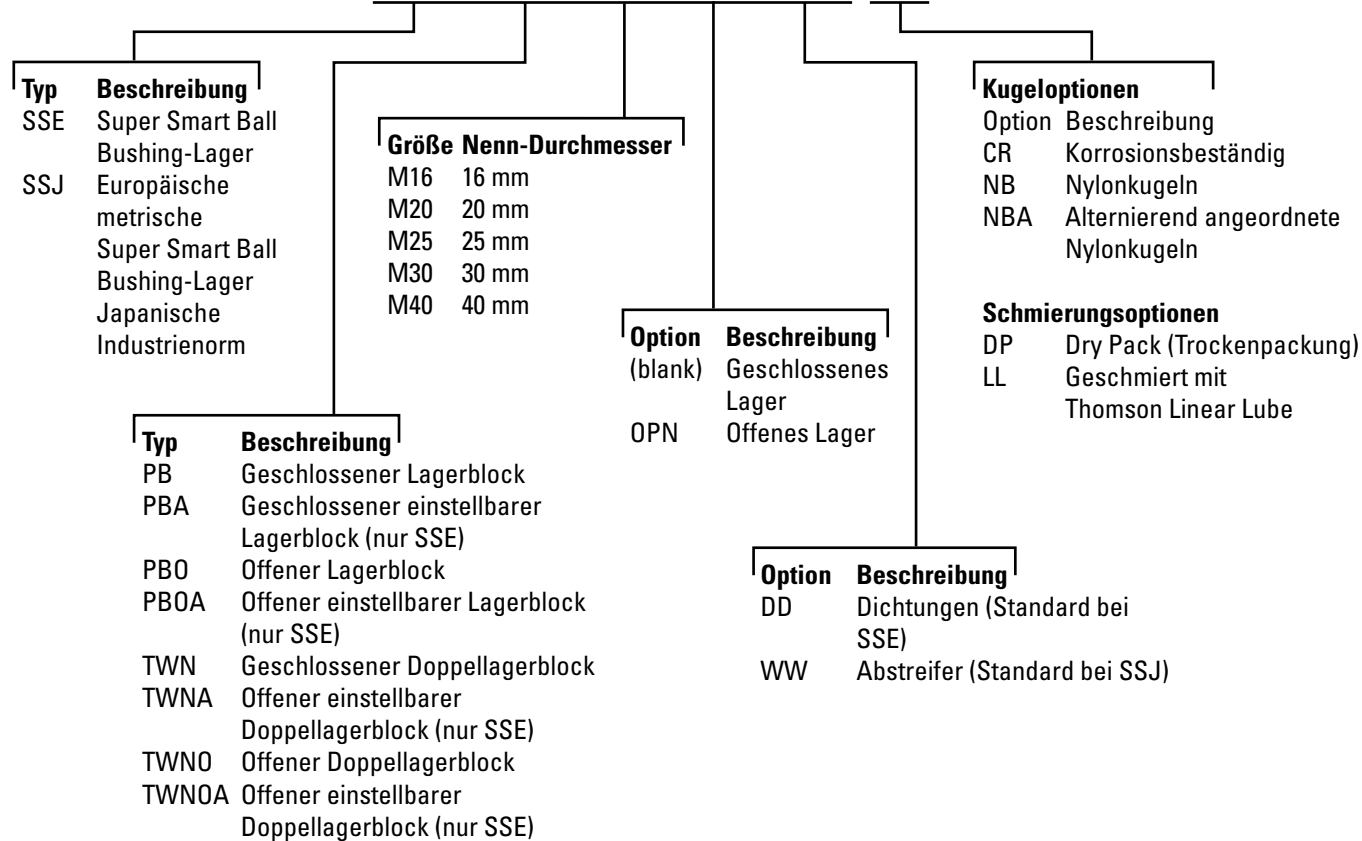 Typ Beschreibung
SSE Super Smart Ball
Bushing-Lager
SSJ Europäische
metrische
Super Smart Ball
Bushing-Lager
Japanische
Industrienorm
Typ Beschreibung
PB Geschlossener Lagerblock
PBA Geschlossener einstellbarer
Lagerblock (nur SSE)
PBO Offener Lagerblock
PBOA Offener einstellbarer Lagerblock
(nur SSE)
TWN Geschlossener Doppellagerblock
TWNA Offener einstellbarer
Doppellagerblock (nur SSE)
TWNO Offener Doppellagerblock
TWNOA Offener einstellbarer
Doppellagerblock (nur SSE)
Größe Nenn-Durchmesser
M16 16 mm
M20 20 mm
M25 25 mm
M30 30 mm
M40 40 mm
Option Beschreibung
(blank) Geschlossenes
Lager
OPN Offenes Lager
Option Beschreibung
DD Dichtungen (Standard bei
SSE)
WW Abstreifer (Standard bei SSJ)
Kugeloptionen
Option Beschreibung
CR Korrosionsbeständig
NB Nylonkugeln
NBA Alternierend angeordnete
Nylonkugeln
Schmierungsoptionen
DP Dry Pack (Trockenpackung)
LL Geschmiert mit
Thomson Linear Lube